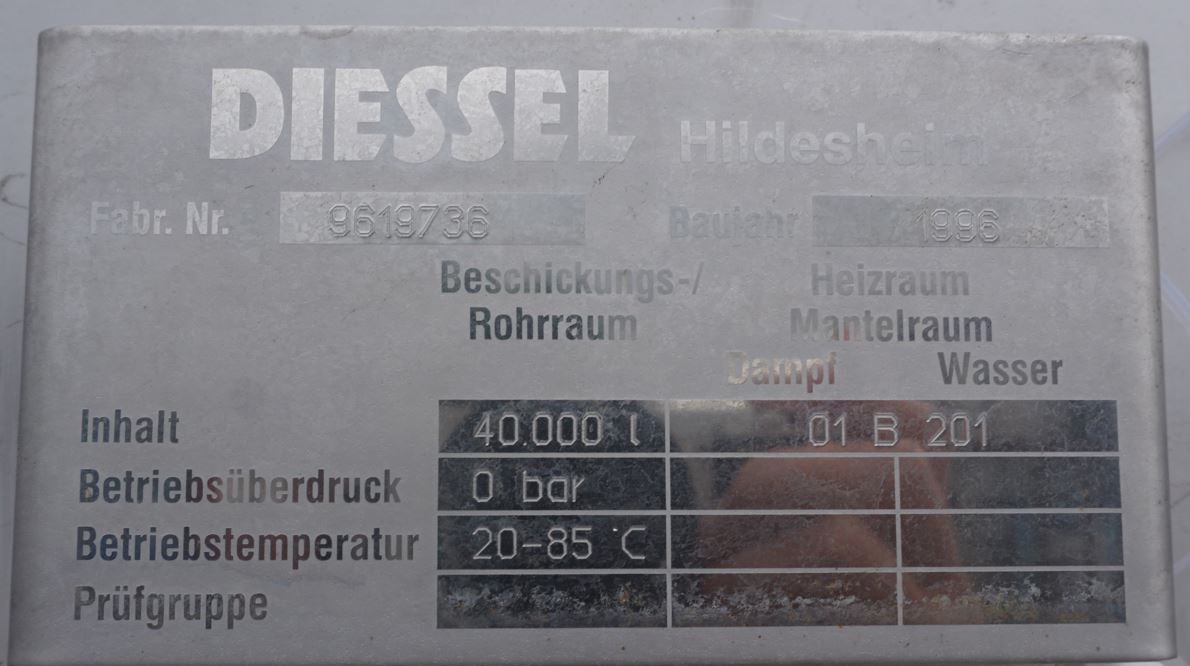 DIESSEL Hildesheim
Fabr. Nr. 9619736 Baujahr 1996
Beschickungs-/ Heizraum
Rohrraum Mantelraum
Dampf Wasser
Inhalt 40.000 l 01 B 201
Betriebsüberdruck 0 bar
Betriebstemperatur 20-85 °C
Prüfgruppe